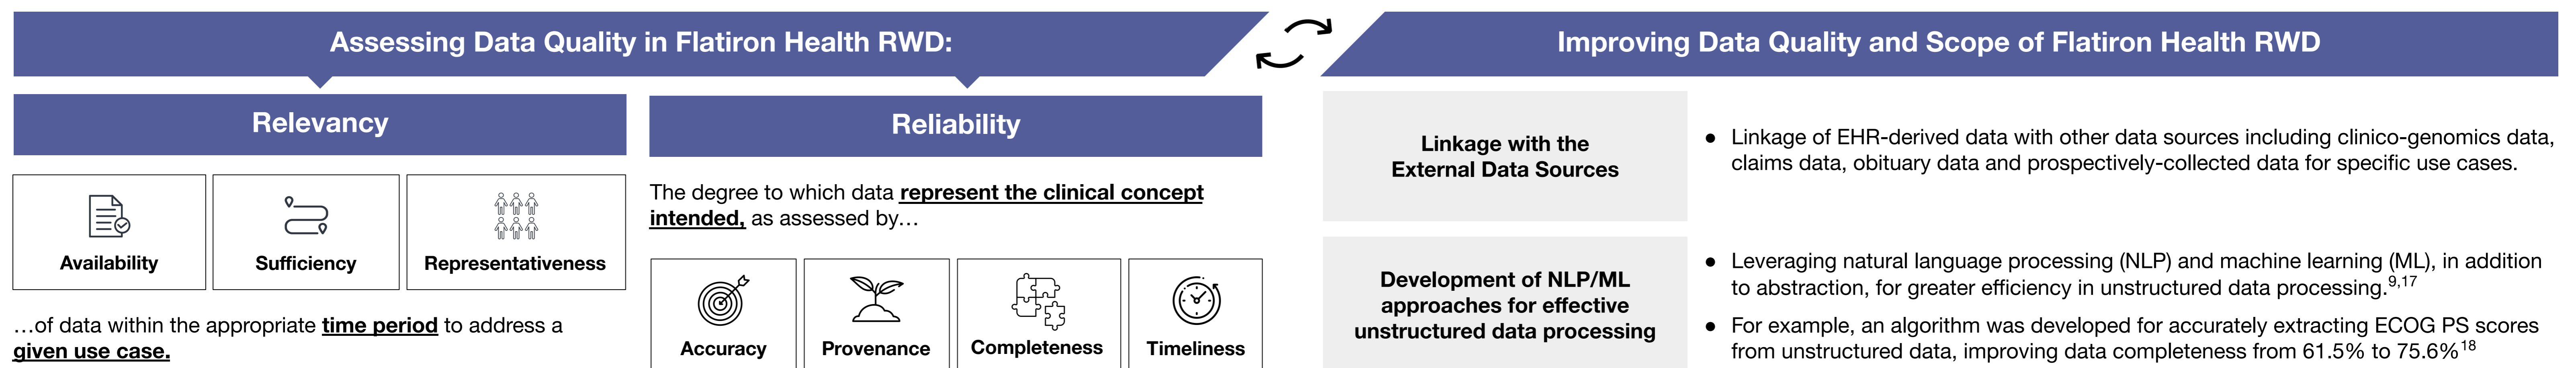 Assessing Data Quality in Flatiron Health RWD:
Relevancy
Availability
Sufficiency
Representativeness
…of data within the appropriate time period to address a
given use case.
Reliability
The degree to which data represent the clinical concept
intended, as assessed by…
Accuracy
Provenance
Completeness
Timeliness
Improving Data Quality and Scope of Flatiron Health RWD
Linkage with the
External Data Sources
● Linkage of EHR-derived data with other data sources including clinico-genomics data,
claims data, obituary data and prospectively-collected data for specific use cases.
Development of NLP/ML
approaches for effective
unstructured data processing
● Leveraging natural language processing (NLP) and machine learning (ML), in addition
to abstraction, for greater efficiency in unstructured data processing.9,17
● For example, an algorithm was developed for accurately extracting ECOG PS scores
from unstructured data, improving data completeness from 61.5% to 75.6%18